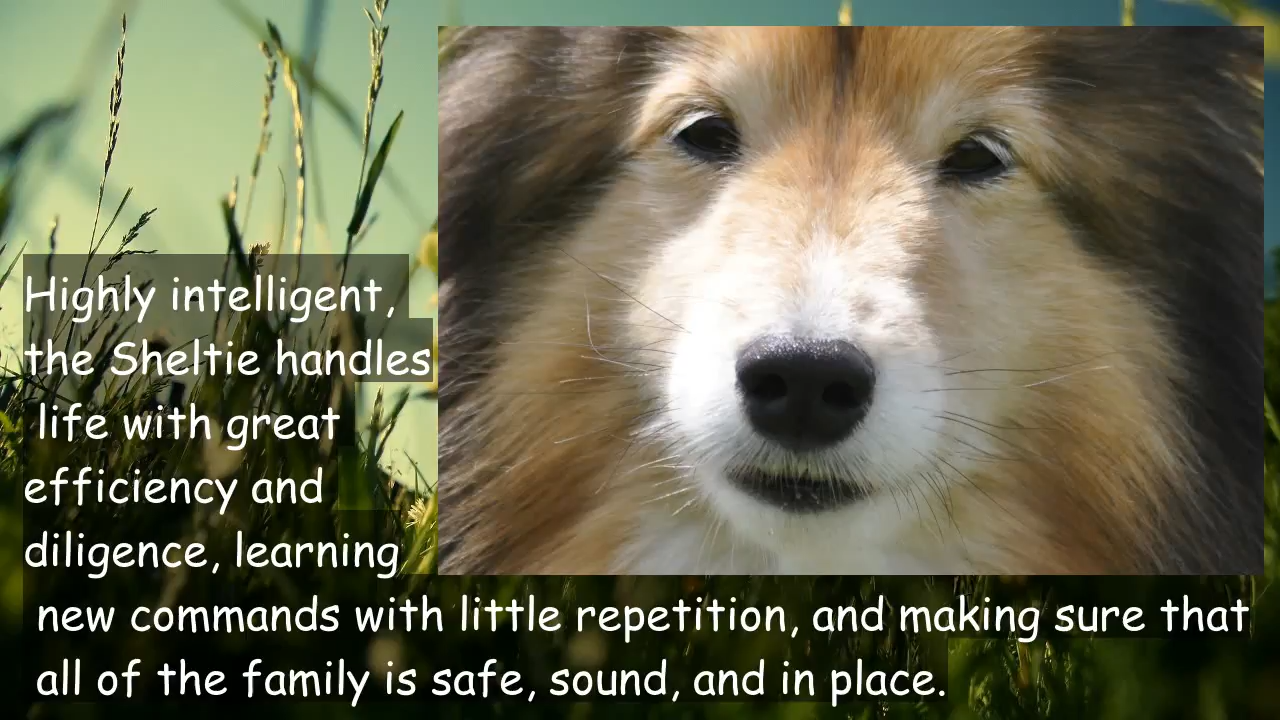 Highly intelligent,
the Sheltie handles
life with great
efficiency and
diligence, learning
new commands with little repetition, and making sure that
all of the family is safe, sound, and in place.